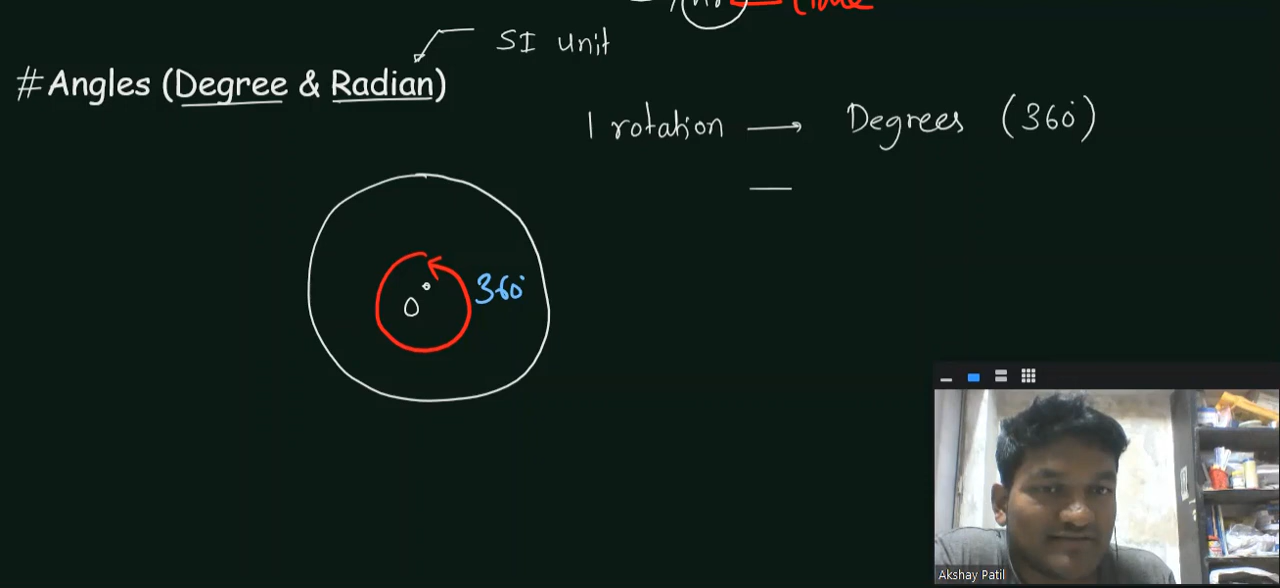 SI unit
#Angles (Degree & Radian)
1 rotation → Degrees (360°)
360°
O
Akshay Patil